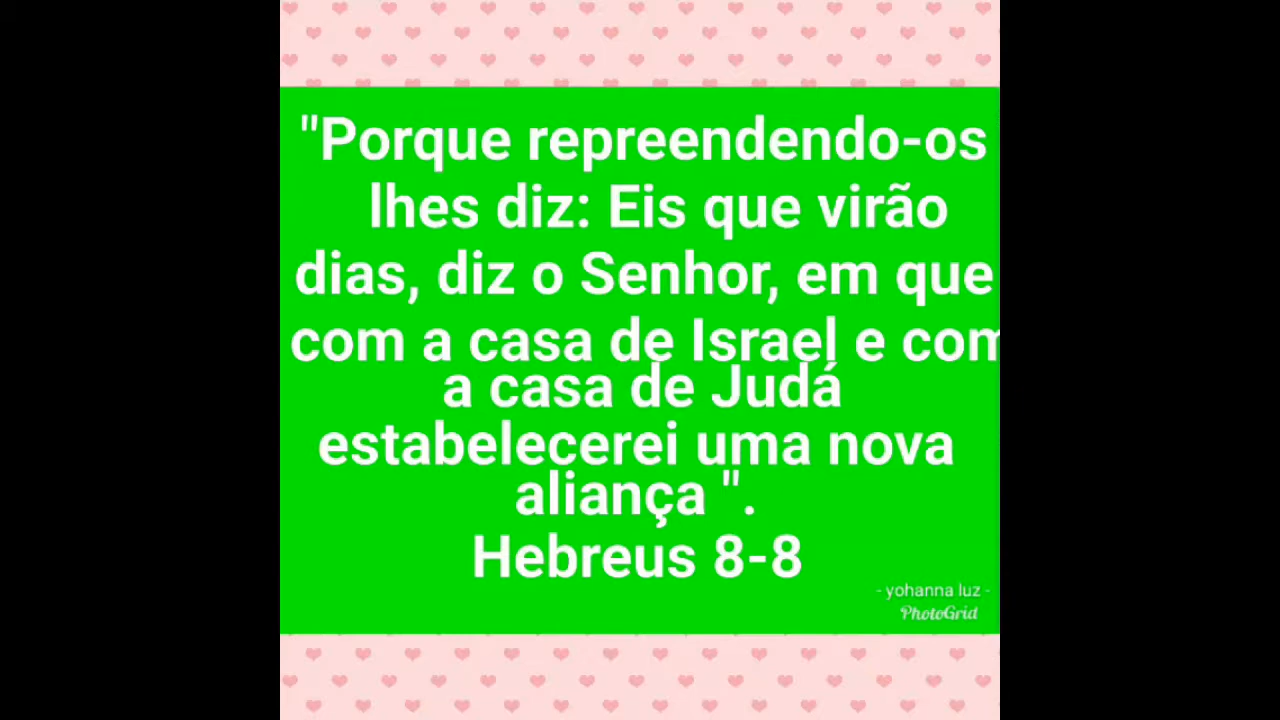 "Porque repreendendo-os
lhes diz: Eis que virão
dias, diz o Senhor, em que
com a casa de Israel e com
a casa de Judá
estabelecerei uma nova
aliança ".
Hebreus 8-8
- yohanna luz -
PhotoGrid